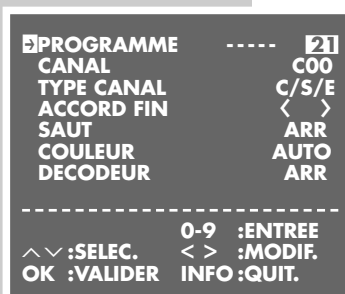 PROGRAMME ----- 21
CANAL C00
TYPE CANAL C/S/E
ACCORD FIN < >
SAUT ARR
COULEUR AUTO
DECODEUR ARR
0-9 :ENTREE
:SELEC. < > :MODIF.
OK :VALIDER INFO :QUIT.